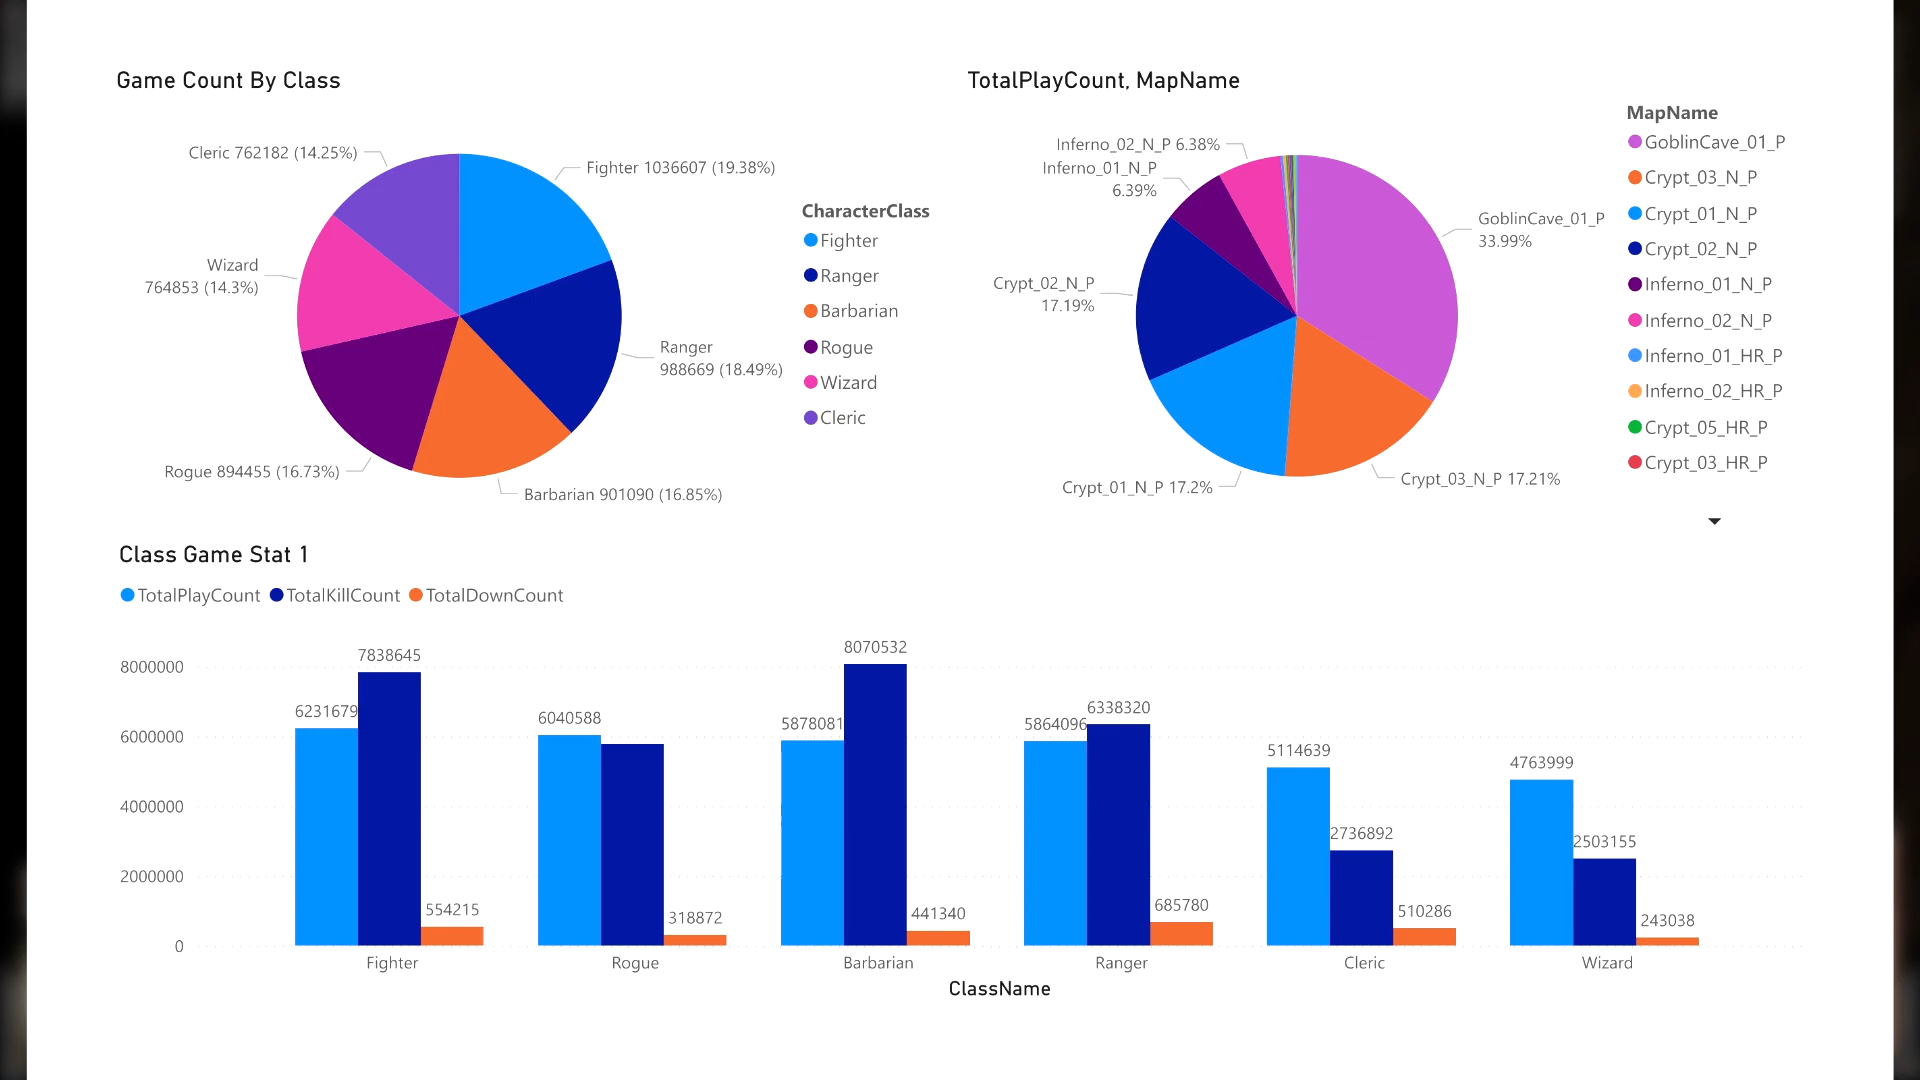 Game Count By Class
Cleric 762182 (14.25%)
Fighter 1036607 (19.38%)
Wizard
764853 (14.3%)
Ranger
988669 (18.49%)
Rogue 894455 (16.73%)
Barbarian 901090 (16.85%)
CharacterClass
Fighter
Ranger
Barbarian
Rogue
Wizard
Cleric
TotalPlayCount, MapName
Inferno_02_N_P 6.38%
Inferno_01_N_P
6.39%
GoblinCave_01_P
33.99%
Crypt_02_N_P
17.19%
Crypt_01_N_P 17.2%
Crypt_03_N_P 17.21%
MapName
GoblinCave_01_P
Crypt_03_N_P
Crypt_01_N_P
Crypt_02_N_P
Inferno_01_N_P
Inferno_02_N_P
Inferno_01_HR_P
Inferno_02_HR_P
Crypt_05_HR_P
Crypt_03_HR_P
Class Game Stat 1
TotalPlayCount TotalKillCount TotalDownCount
8000000
6000000
4000000
2000000
0
6231679
7838645
554215
6040588
318872
5878081
8070532
441340
5864096
6338320
685780
5114639
2736892
510286
4763999
2503155
243038
Fighter Rogue Barbarian Ranger Cleric Wizard
ClassName